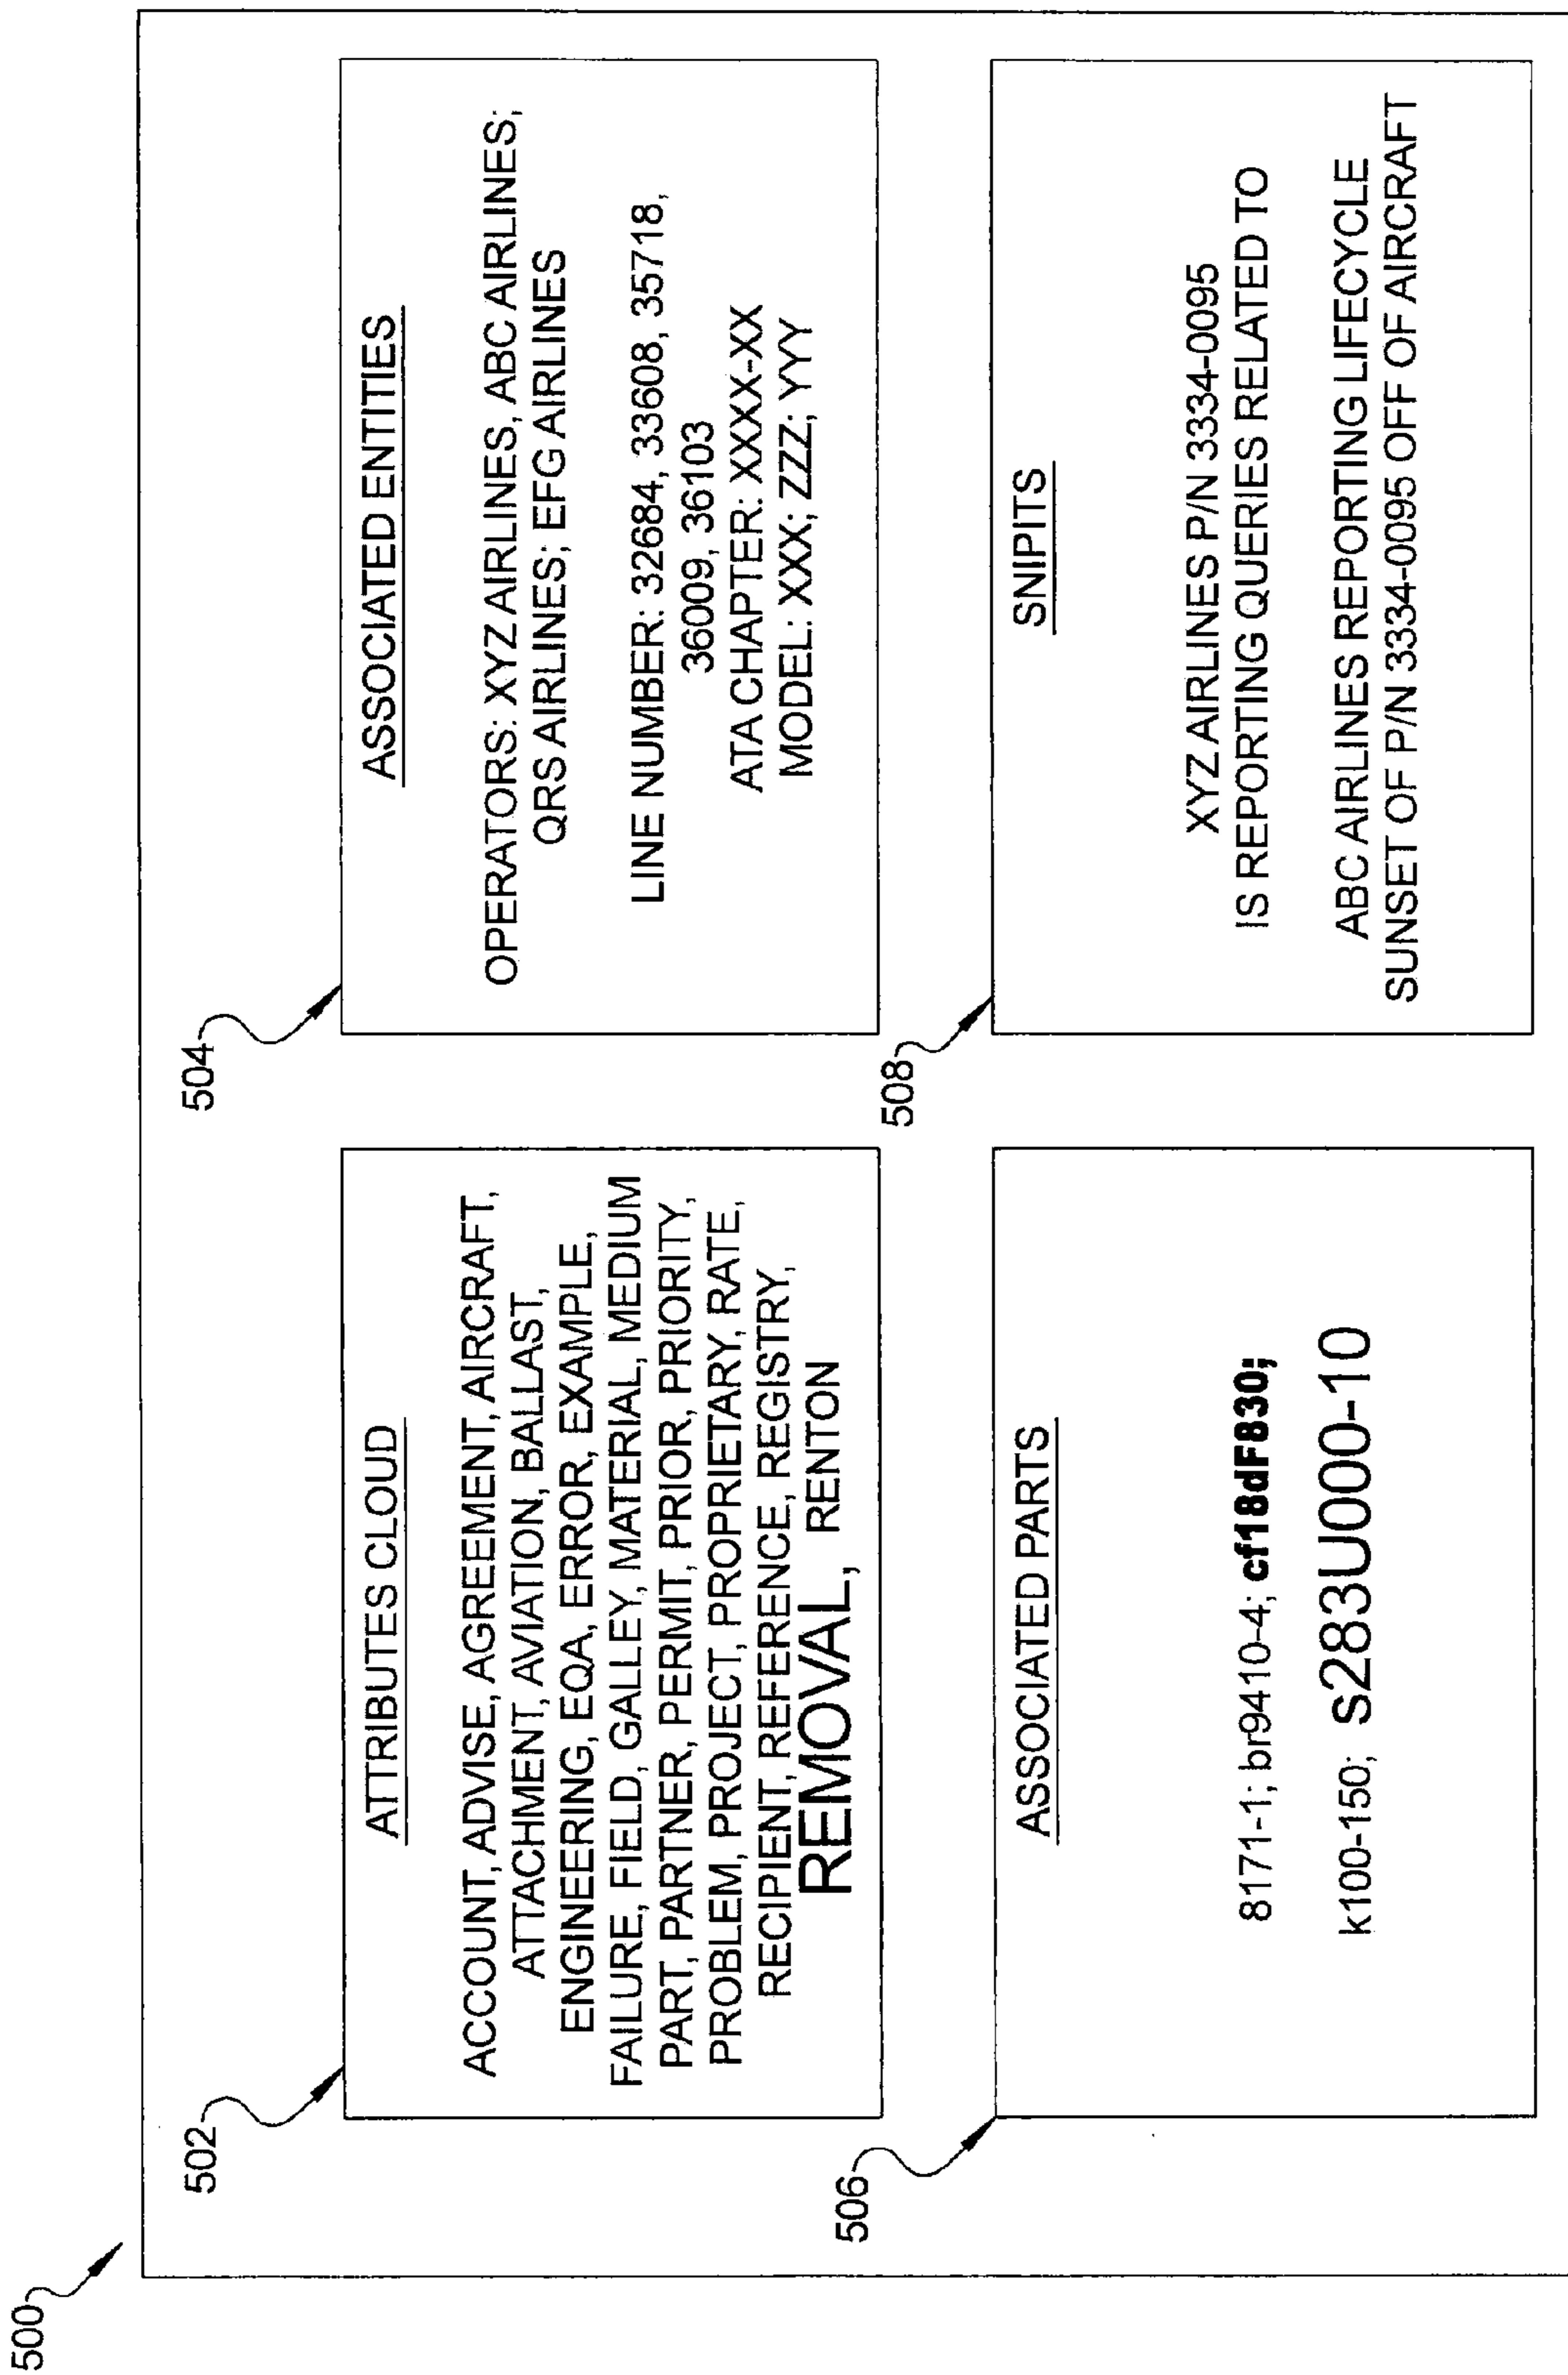 500
502
ATTRIBUTES CLOUD
ACCOUNT, ADVISE, AGREEMENT, AIRCRAFT,
ATTACHMENT, AVIATION, BALLAST,
ENGINEERING, EQA, ERROR, EXAMPLE,
FAILURE, FIELD, GALLEY, MATERIAL, MEDIUM
PART, PARTNER, PERMIT, PRIOR, PRIORITY,
PROBLEM, PROJECT, PROPRIETARY, RATE,
RECIPIENT, REFERENCE, REGISTRY,
REMOVAL, RENTON
504
ASSOCIATED ENTITIES
OPERATORS: XYZ AIRLINES, ABC AIRLINES;
QRS AIRLINES; EFG AIRLINES
LINE NUMBER: 32684, 33608, 35718,
36009, 36103
ATA CHAPTER: XXXX-XX
MODEL: XXX; ZZZ; YYY
506
ASSOCIATED PARTS
8171-1; br9410-4; cf18dF830;
k100-150; s283U000-10
508
SNIPITS
XYZ AIRLINES P/N 3334-0095
IS REPORTING QUERIES RELATED TO
ABC AIRLINES REPORTING LIFECYCLE
SUNSET OF P/N 3334-0095 OFF OF AIRCRAFT